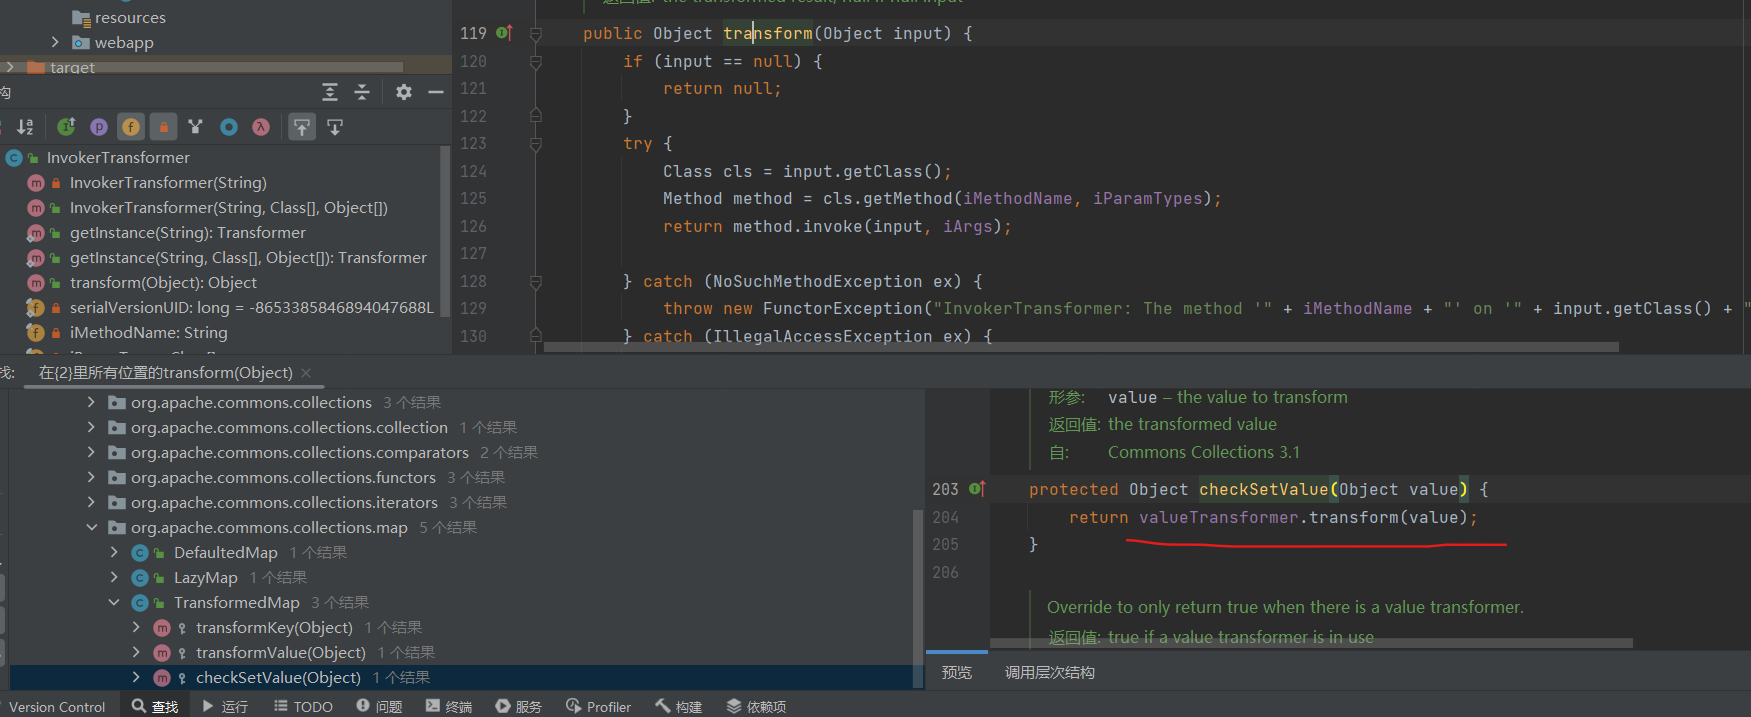 resources
webapp
target
构
InvokerTransformer
InvokerTransformer(String)
InvokerTransformer(String, Class[], Object[])
getInstance(String): Transformer
getInstance(String, Class[], Object[]): Transformer
transform(Object): Object
serialVersionUID: long = -8653385846894047688L
iMethodName: String
返回值: the transformed result, null if null input
119 public Object transform(Object input) {
120 if (input == null) {
121 return null;
122 }
123 try {
124 Class cls = input.getClass();
125 Method method = cls.getMethod(iMethodName, iParamTypes);
126 return method.invoke(input, iArgs);
127
128 } catch (NoSuchMethodException ex) {
129 throw new FunctorException("InvokerTransformer: The method '" + iMethodName + "' on '" + input.getClass() + "
130 } catch (IllegalAccessException ex) {
找: 在{2}里所有位置的transform(Object)
org.apache.commons.collections 3 个结果
org.apache.commons.collections.collection 1 个结果
org.apache.commons.collections.comparators 2 个结果
org.apache.commons.collections.functors 3 个结果
org.apache.commons.collections.iterators 3 个结果
org.apache.commons.collections.map 5 个结果
DefaultedMap 1 个结果
LazyMap 1 个结果
TransformedMap 3 个结果
transformKey(Object) 1 个结果
transformValue(Object) 1 个结果
checkSetValue(Object) 1 个结果
形参: value – the value to transform
返回值: the transformed value
自: Commons Collections 3.1
203 protected Object checkSetValue(Object value) {
204 return valueTransformer.transform(value);
205 }
206
Override to only return true when there is a value transformer.
返回值: true if a value transformer is in use
预览 调用层次结构
Version Control 查找 运行 TODO 问题 终端 服务 Profiler 构建 依赖项